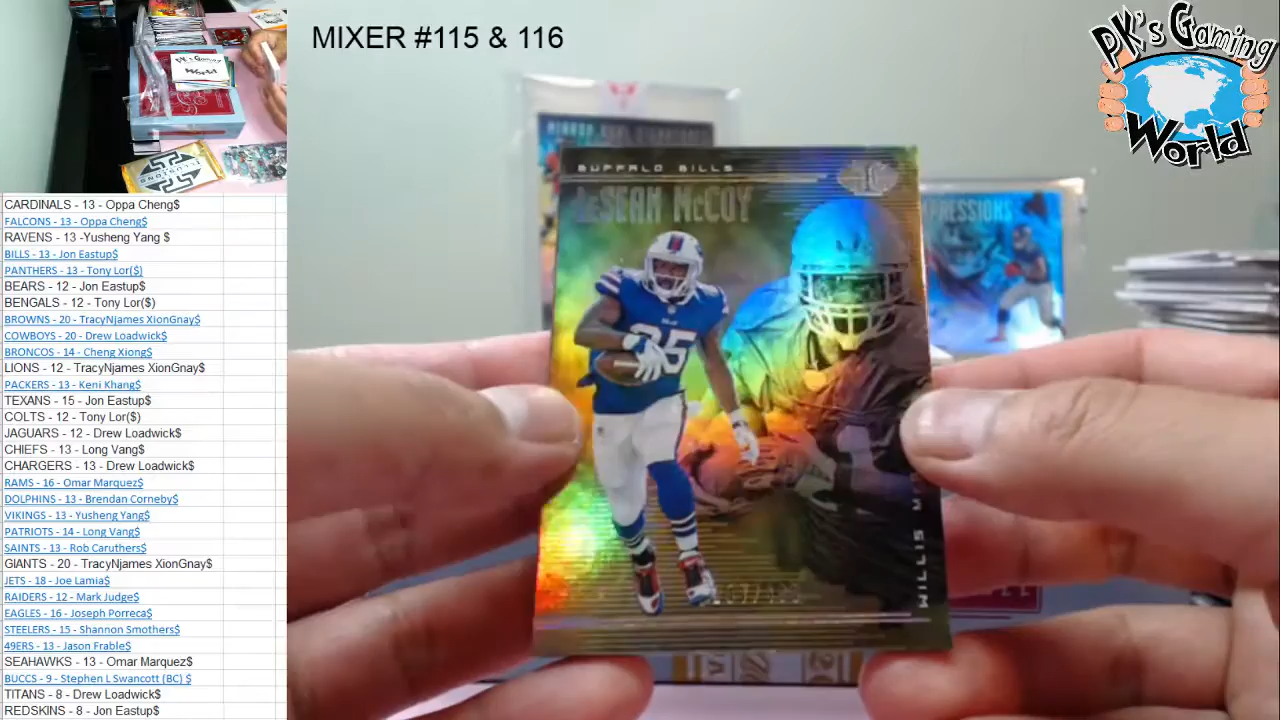 MIXER #115 & 116
PK's Gaming
World
CARDINALS - 13 - Oppa Cheng$
FALCONS - 13 - Oppa Cheng$
RAVENS - 13 -Yusheng Yang $
BILLS - 13 - Jon Eastup$
PANTHERS - 13 - Tony Lor($)
BEARS - 12 - Jon Eastup$
BENGALS - 12 - Tony Lor($)
BROWNS - 20 - TracyNjames XionGnay$
COWBOYS - 20 - Drew Loadwick$
BRONCOS - 14 - Cheng Xiong$
LIONS - 12 - TracyNjames XionGnay$
PACKERS - 13 - Keni Khang$
TEXANS - 15 - Jon Eastup$
COLTS - 12 - Tony Lor($)
JAGUARS - 12 - Drew Loadwick$
CHIEFS - 13 - Long Vang$
CHARGERS - 13 - Drew Loadwick$
RAMS - 16 - Omar Marquez$
DOLPHINS - 13 - Brendan Corneby$
VIKINGS - 13 - Yusheng Yang$
PATRIOTS - 14 - Long Vang$
SAINTS - 13 - Rob Caruthers$
GIANTS - 20 - TracyNjames XionGnay$
JETS - 18 - Joe Lamia$
RAIDERS - 12 - Mark Judge$
EAGLES - 16 - Joseph Porreca$
STEELERS - 15 - Shannon Smothers$
49ERS - 13 - Jason Frable$
SEAHAWKS - 13 - Omar Marquez$
BUCCS - 9 - Stephen L Swancott (BC) $
TITANS - 8 - Drew Loadwick$
REDSKINS - 8 - Jon Eastup$
BUFFALO BILLS
LeSEAN McCOY
25
WILLIS